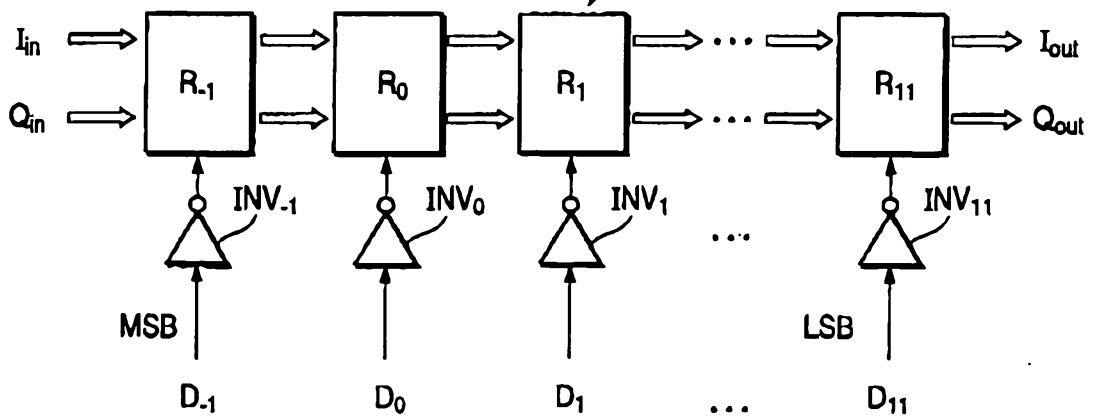 I_in R_-1 R_0 R_1 ... R_11 I_out
Q_in ... Q_out
INV_-1 INV_0 INV_1 ... INV_11
MSB LSB
D_-1 D_0 D_1 ... D_11